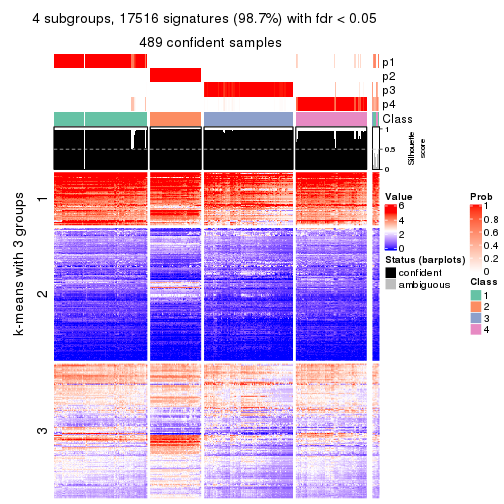 4 subgroups, 17516 signatures (98.7%) with fdr < 0.05
489 confident samples
p1
p2
p3
p4
Class
1
0.5
0
Silhouette
score
k-means with 3 groups
1
2
3
Value
6
4
2
0
Status (barplots)
confident
ambiguous
Prob
1
0.8
0.6
0.4
0.2
0
Class
1
2
3
4